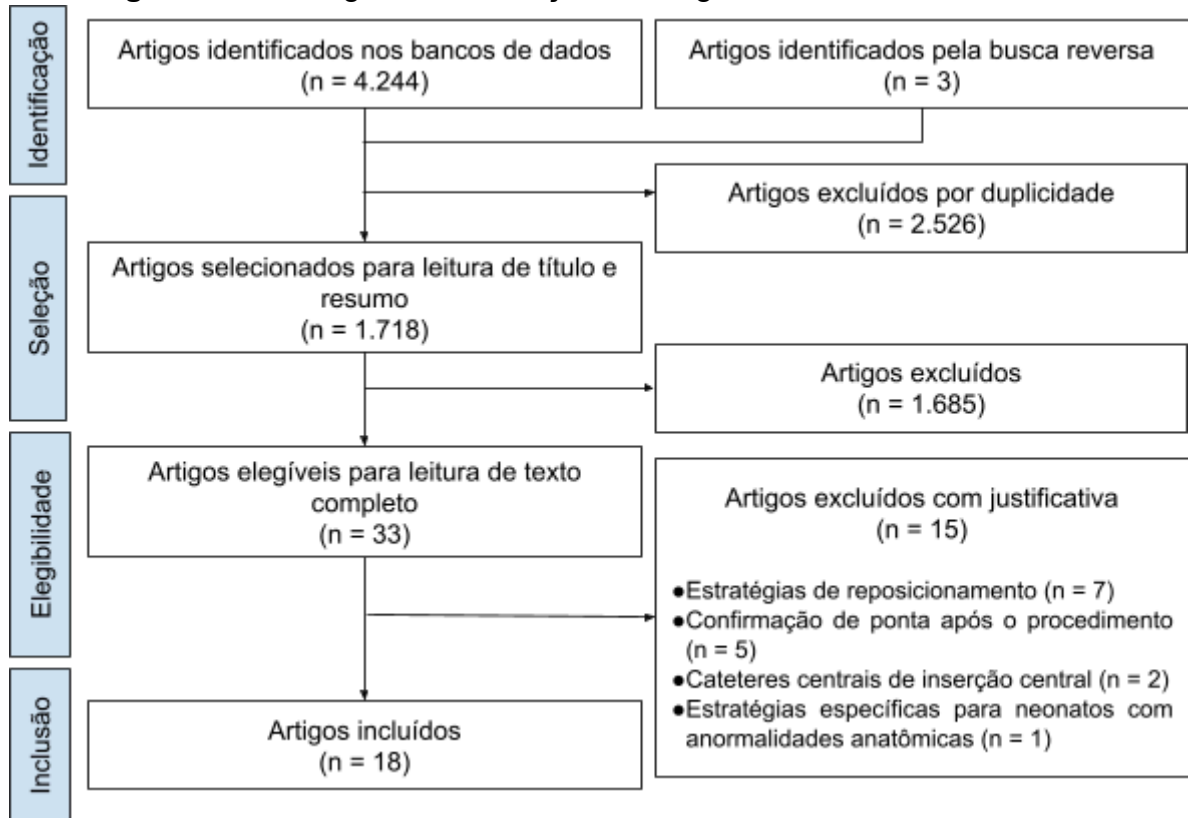 Identificação
Artigos identificados nos bancos de dados
(n = 4.244)
Artigos identificados pela busca reversa
(n = 3)
Artigos excluídos por duplicidade
(n = 2.526)
Seleção
Artigos selecionados para leitura de título e
resumo
(n = 1.718)
Artigos excluídos
(n = 1.685)
Elegibilidade
Artigos elegíveis para leitura de texto
completo
(n = 33)
Artigos excluídos com justificativa
(n = 15)
●Estratégias de reposicionamento (n = 7)
●Confirmação de ponta após o procedimento
(n = 5)
●Cateteres centrais de inserção central (n = 2)
●Estratégias específicas para neonatos com
anormalidades anatômicas (n = 1)
Inclusão
Artigos incluídos
(n = 18)